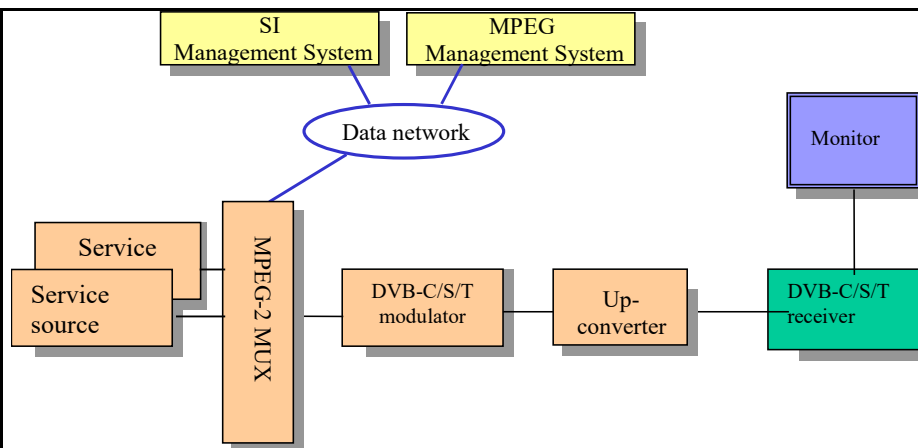 SI
Management System
MPEG
Management System
Data network
Monitor
Service
Service
source
MPEG-2 MUX
DVB-C/S/T
modulator
Up-
converter
DVB-C/S/T
receiver